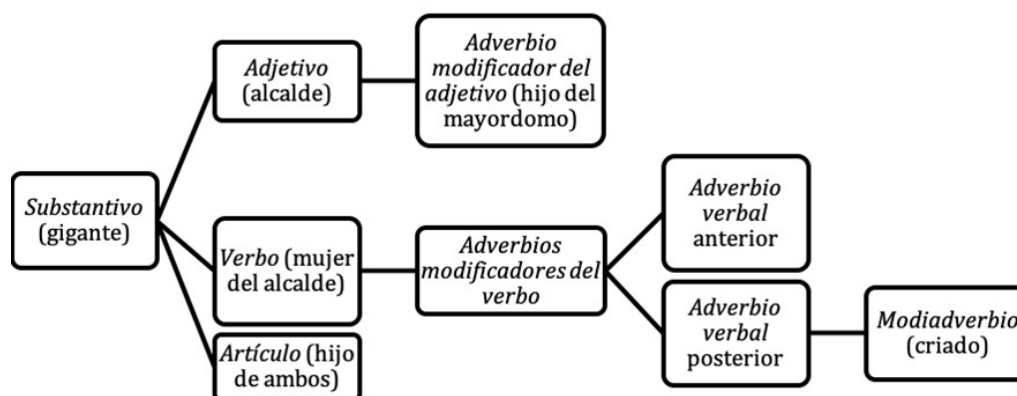 Substantivo
(gigante)
Adjetivo
(alcalde)
Adverbio
modificador del
adjetivo (hijo del
mayordomo)
Verbo (mujer
del alcalde)
Adverbios
modificadores del
verbo
Adverbio
verbal
anterior
Adverbio
verbal
posterior
Modiadverbio
(criado)
Artículo (hijo
de ambos)